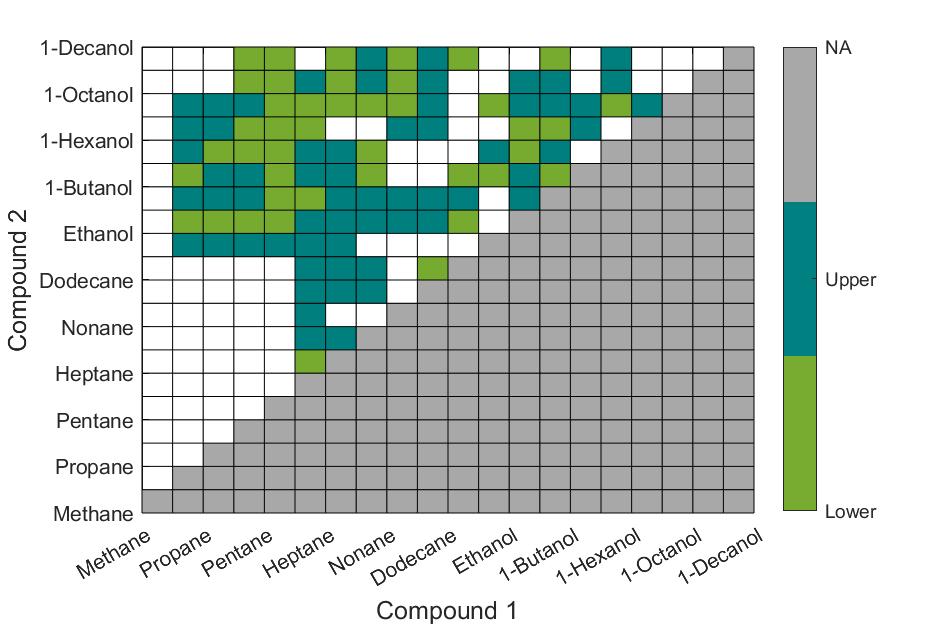 1-Decanol
1-Octanol
1-Hexanol
1-Butanol
Ethanol
Dodecane
Nonane
Heptane
Pentane
Propane
Methane
Compound 2
Methane
Propane
Pentane
Heptane
Nonane
Dodecane
Ethanol
1-Butanol
1-Hexanol
1-Octanol
1-Decanol
Compound 1
NA
Upper
Lower